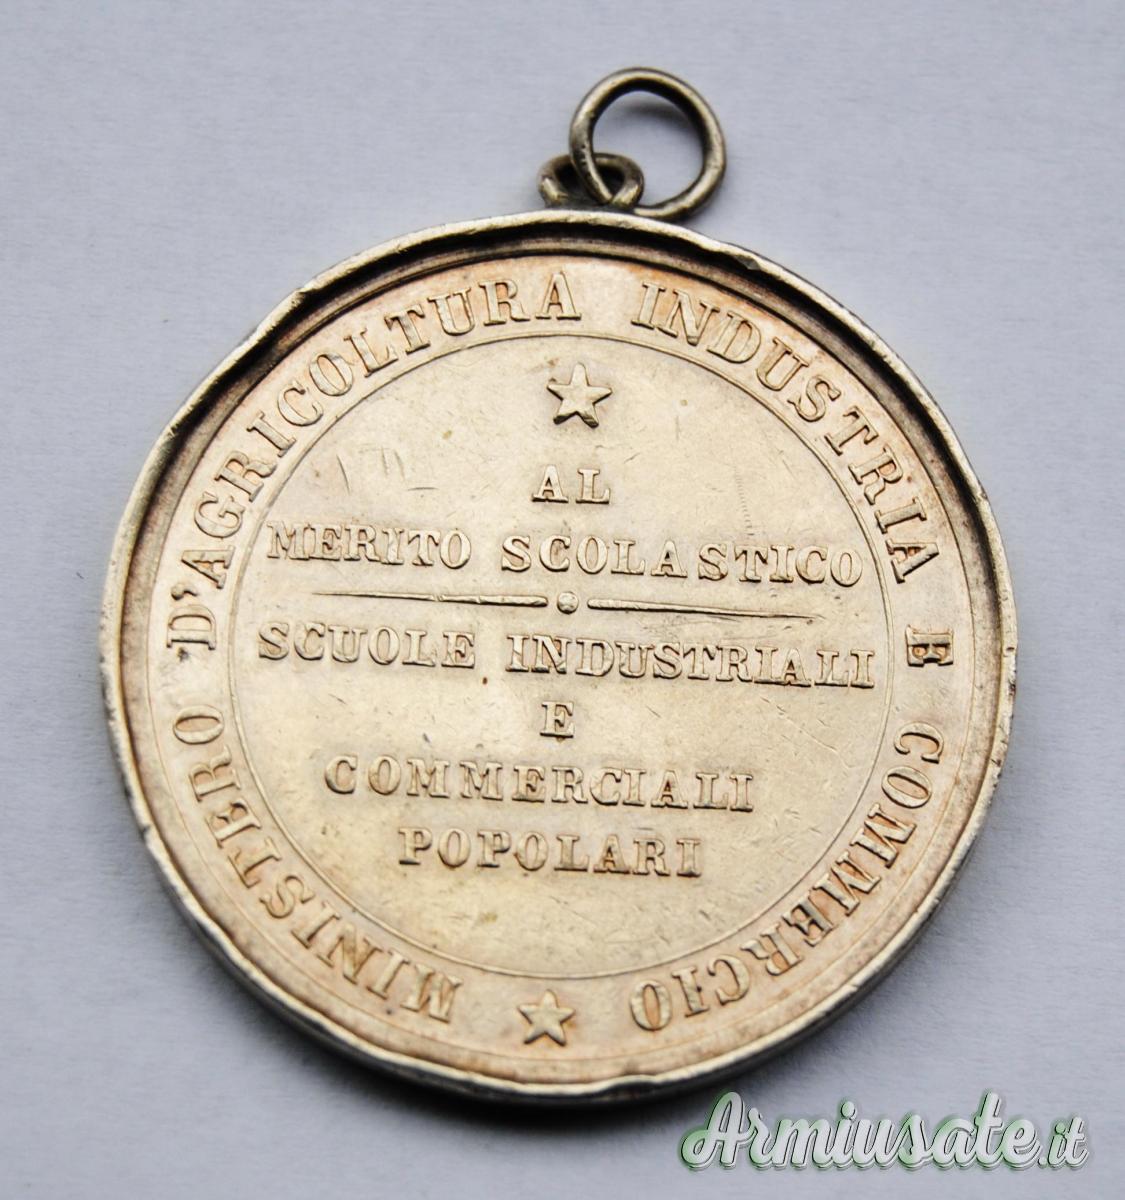 MINISTERO D'AGRICOLTURA INDUSTRIA E COMMERCIO
AL
MERITO SCOLASTICO
SCUOLE INDUSTRIALI
E
COMMERCIALI
POPOLARI
Armiusate.it